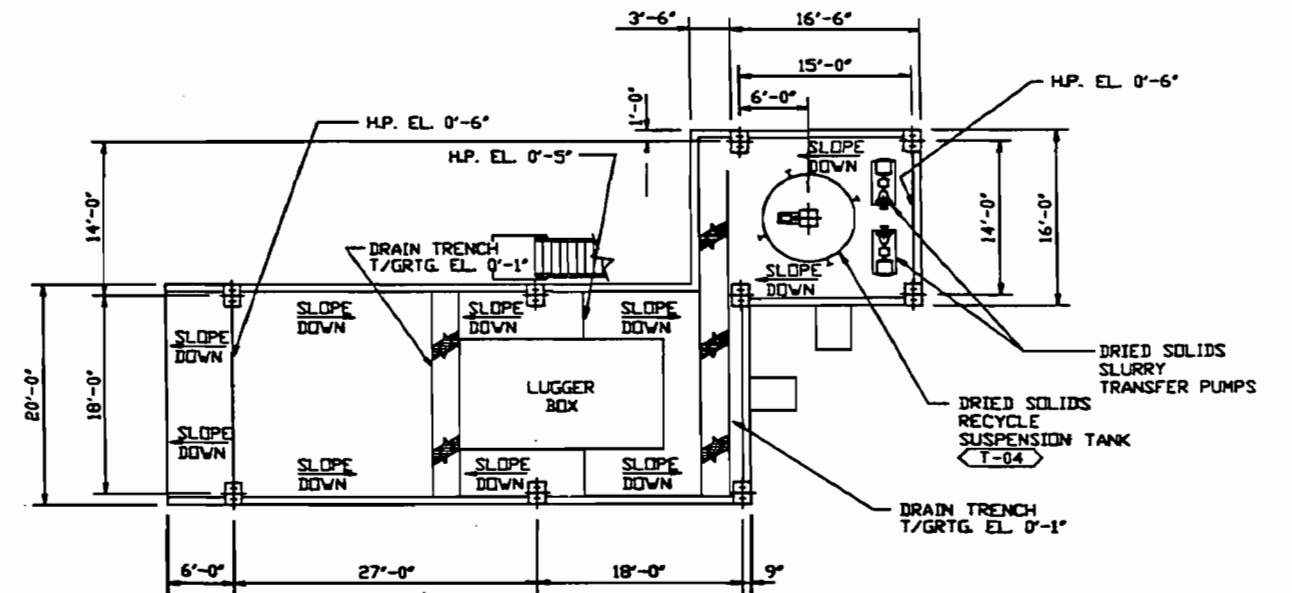 3'-6"
16'-6"
15'-0"
6'-0"
1'-0"
H.P. EL. 0'-6"
H.P. EL. 0'-6"
H.P. EL. 0'-5"
SLOPE
DOWN
14'-0"
14'-0"
16'-0"
DRAIN TRENCH
T/GRTG. EL. 0'-1"
SLOPE
DOWN
SLOPE
DOWN
SLOPE
DOWN
SLOPE
DOWN
SLOPE
DOWN
20'-0"
18'-0"
LUGGER
BOX
DRIED SOLIDS
SLURRY
TRANSFER PUMPS
DRIED SOLIDS
RECYCLE
SUSPENSION TANK
T-04
SLOPE
DOWN
SLOPE
DOWN
SLOPE
DOWN
SLOPE
DOWN
DRAIN TRENCH
T/GRTG. EL. 0'-1"
6'-0"
27'-0"
18'-0"
9"